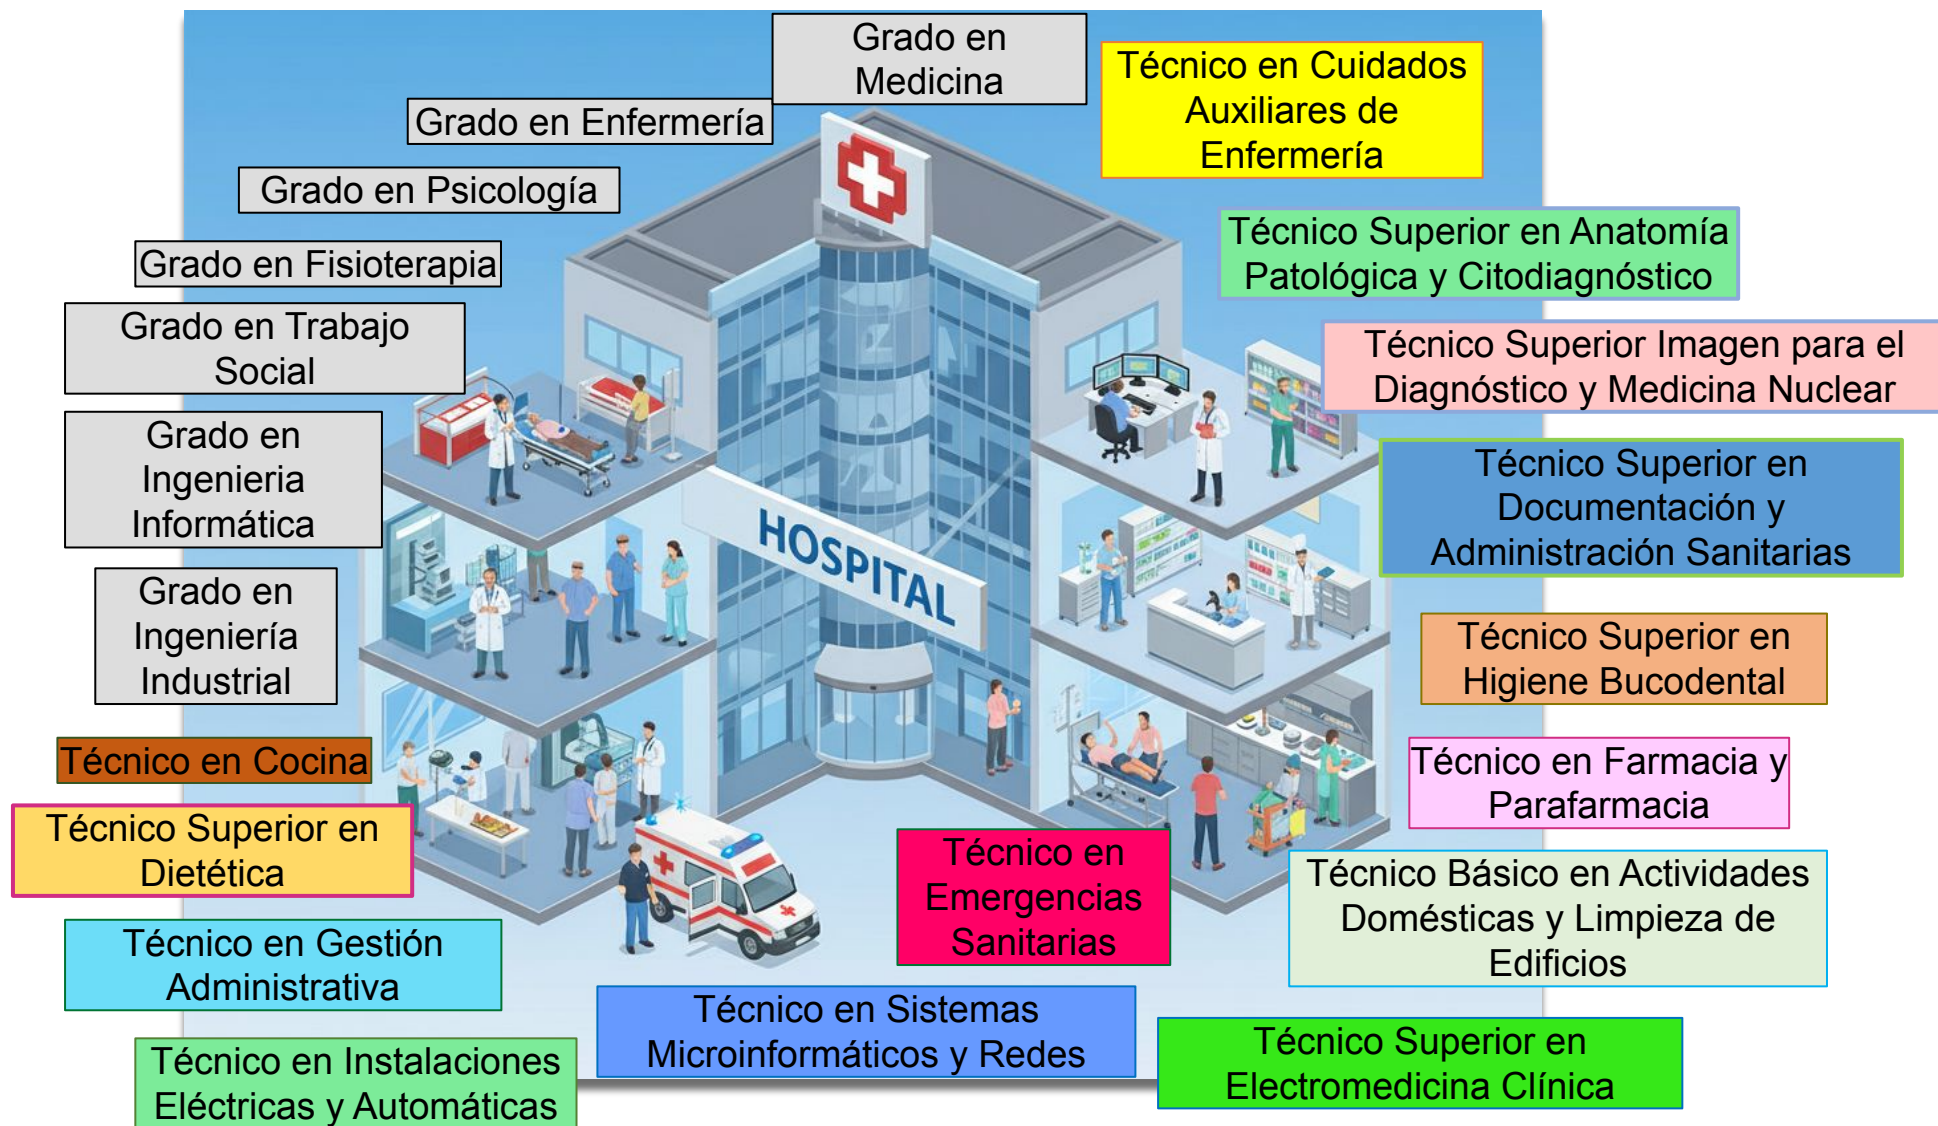 Grado en
Medicina
Técnico en Cuidados
Auxiliares de
Enfermería
Grado en Enfermería
Grado en Psicología
Técnico Superior en Anatomía
Patológica y Citodiagnóstico
Grado en Fisioterapia
Grado en Trabajo
Social
Técnico Superior Imagen para el
Diagnóstico y Medicina Nuclear
Grado en
Ingenieria
Informática
Técnico Superior en
Documentación y
Administración Sanitarias
HOSPITAL
Grado en
Ingeniería
Industrial
Técnico Superior en
Higiene Bucodental
Técnico en Cocina
Técnico en Farmacia y
Parafarmacia
Técnico Superior en
Dietética
Técnico en
Emergencias
Sanitarias
Técnico Básico en Actividades
Domésticas y Limpieza de
Edificios
Técnico en Gestión
Administrativa
Técnico en Sistemas
Microinformáticos y Redes
Técnico Superior en
Electromedicina Clínica
Técnico en Instalaciones
Eléctricas y Automáticas